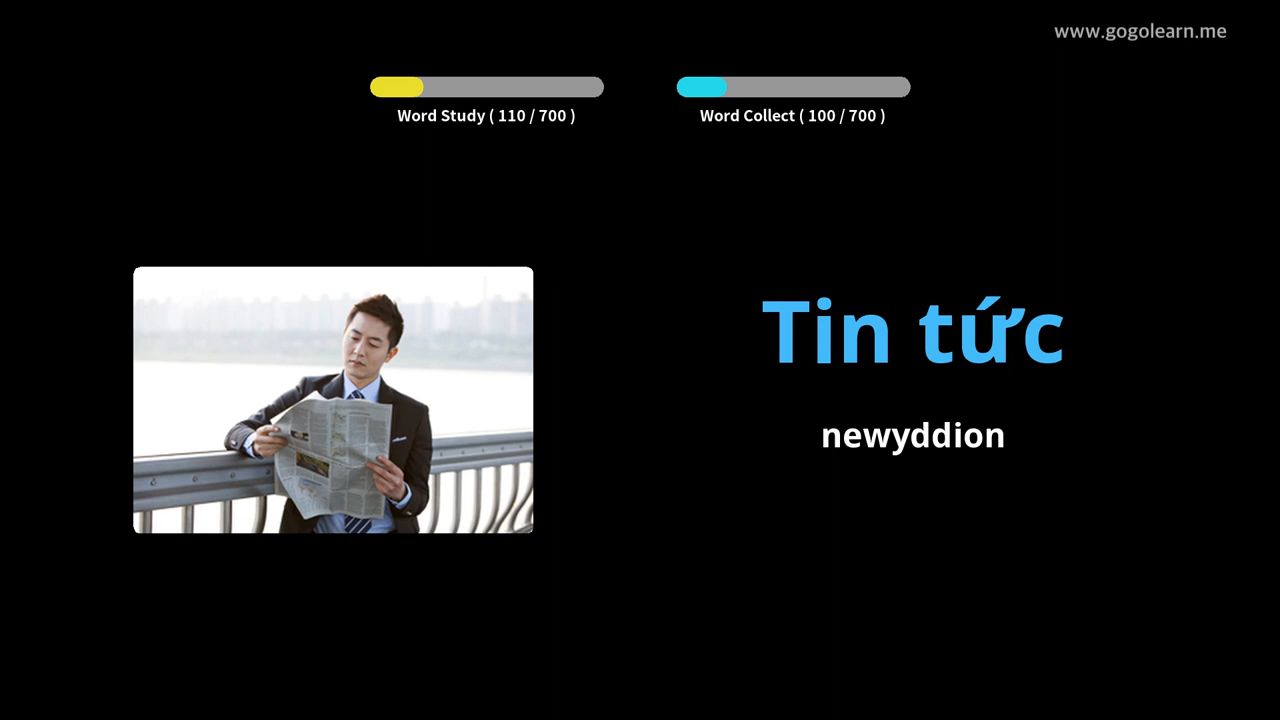 www.gogolearn.me
Word Study ( 110 / 700 )
Word Collect ( 100 / 700 )
Tin tức
newyddion